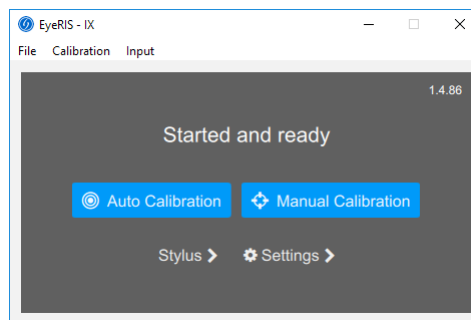 EyeRIS - IX
File Calibration Input
1.4.86
Started and ready
Auto Calibration Manual Calibration
Stylus Settings